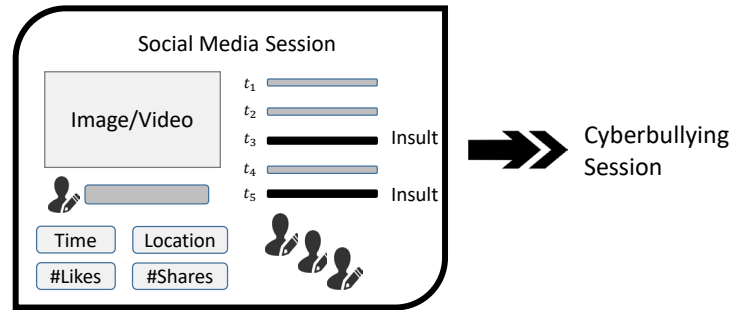 Social Media Session
Image/Video
t₁
t₂
t₃ Insult
t₄
t₅ Insult
Time Location
#Likes #Shares
Cyberbullying
Session